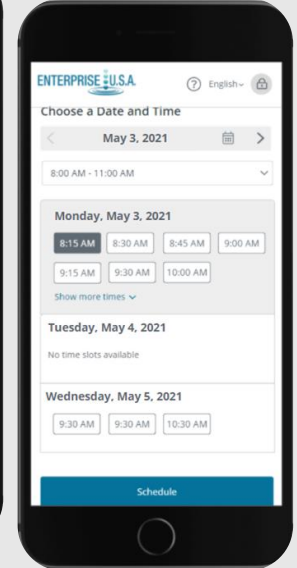 ENTERPRISE U.S.A.
? English
Choose a Date and Time
< May 3, 2021 >
8:00 AM - 11:00 AM
Monday, May 3, 2021
8:15 AM 8:30 AM 8:45 AM 9:00 AM
9:15 AM 9:30 AM 10:00 AM
Show more times
Tuesday, May 4, 2021
No time slots available
Wednesday, May 5, 2021
9:30 AM 9:30 AM 10:30 AM
Schedule